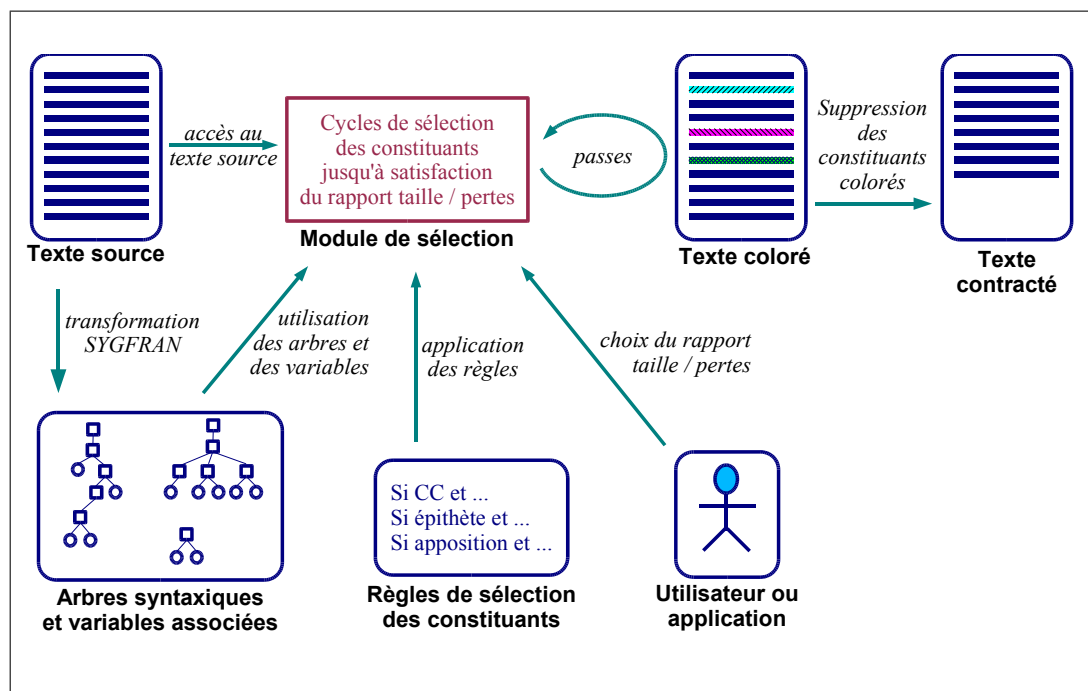 accès au
texte source
Cycles de sélection
des constituants
jusqu'à satisfaction
du rapport taille / pertes
passes
Suppression
des
constituants
colorés
Texte source
Module de sélection
Texte coloré
Texte
contracté
transformation
SYGFRAN
utilisation
des arbres et
des variables
application
des règles
choix du rapport
taille / pertes
Si CC et ...
Si épithète et ...
Si apposition et ...
Arbres syntaxiques
et variables associées
Règles de sélection
des constituants
Utilisateur ou
application